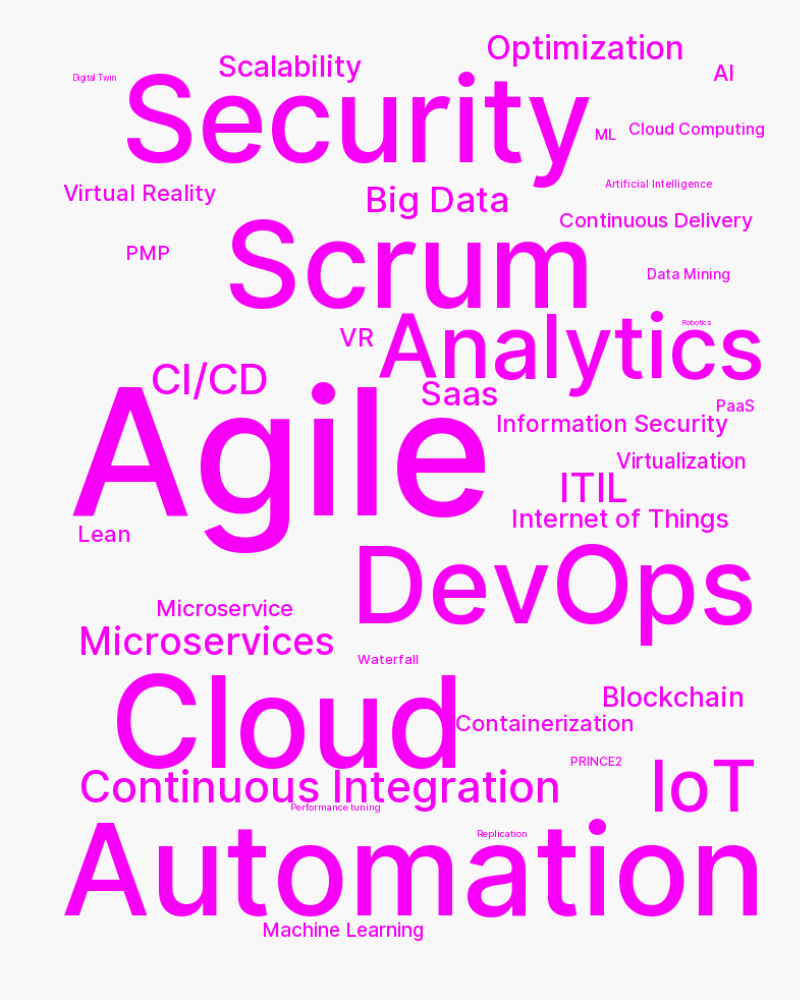 Optimization
Scalability
AI
Digital Twin
Security
ML
Cloud Computing
Artificial Intelligence
Virtual Reality
Big Data
Continuous Delivery
PMP
Scrum
Data Mining
Robotics
VR
Analytics
CI/CD
Saas
PaaS
Information Security
Agile
Virtualization
ITIL
Internet of Things
Lean
DevOps
Microservice
Microservices
Waterfall
Blockchain
Cloud
Containerization
PRINCE2
Continuous Integration
IoT
Performance tuning
Replication
Automation
Machine Learning